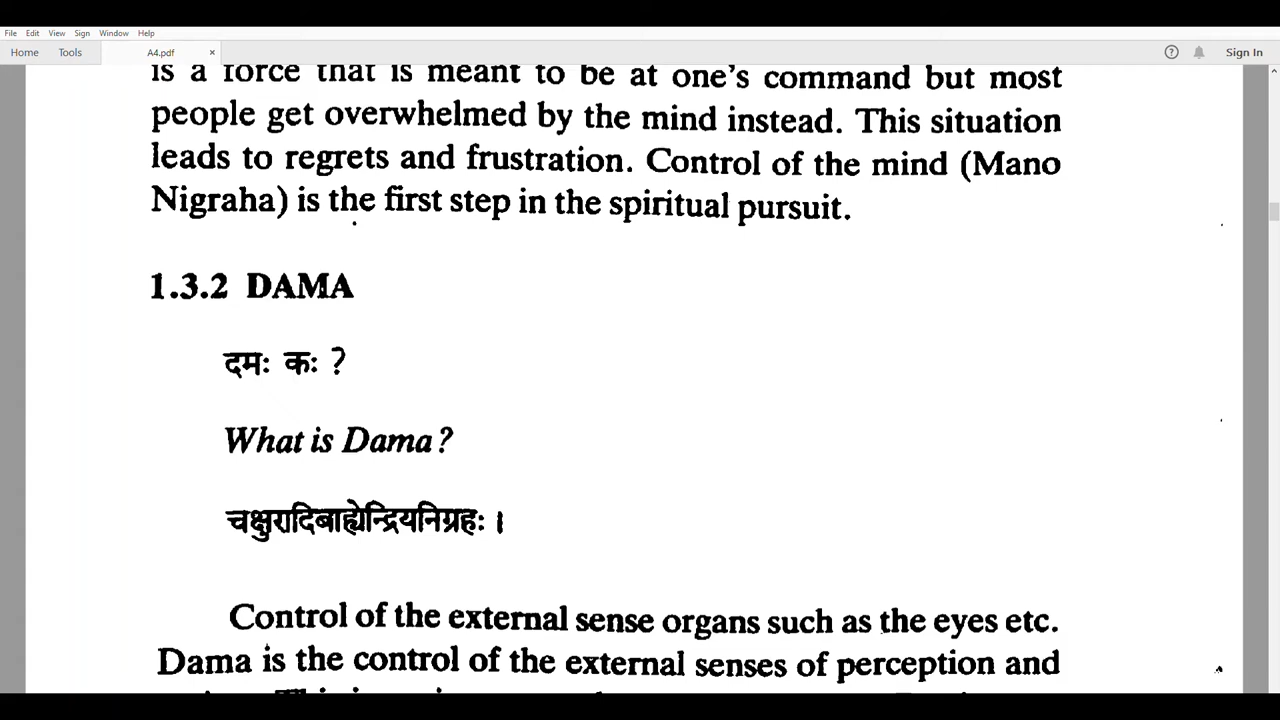 File Edit View Sign Window Help
Home Tools A4.pdf × ? Sign In
is a force that is meant to be at one's command but most
people get overwhelmed by the mind instead. This situation
leads to regrets and frustration. Control of the mind (Mano
Nigraha) is the first step in the spiritual pursuit.
1.3.2 DAMA
दमः कः ?
What is Dama?
चक्षुरादिबाह्येन्द्रियनिग्रहः ।
Control of the external sense organs such as the eyes etc.
Dama is the control of the external senses of perception and